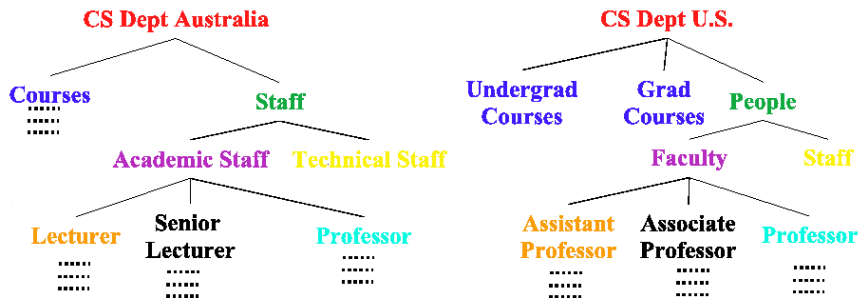 CS Dept Australia
CS Dept U.S.
Courses
Staff
Undergrad
Courses
Grad
Courses
People
Academic Staff
Technical Staff
Faculty
Staff
Lecturer
Senior
Lecturer
Professor
Assistant
Professor
Associate
Professor
Professor